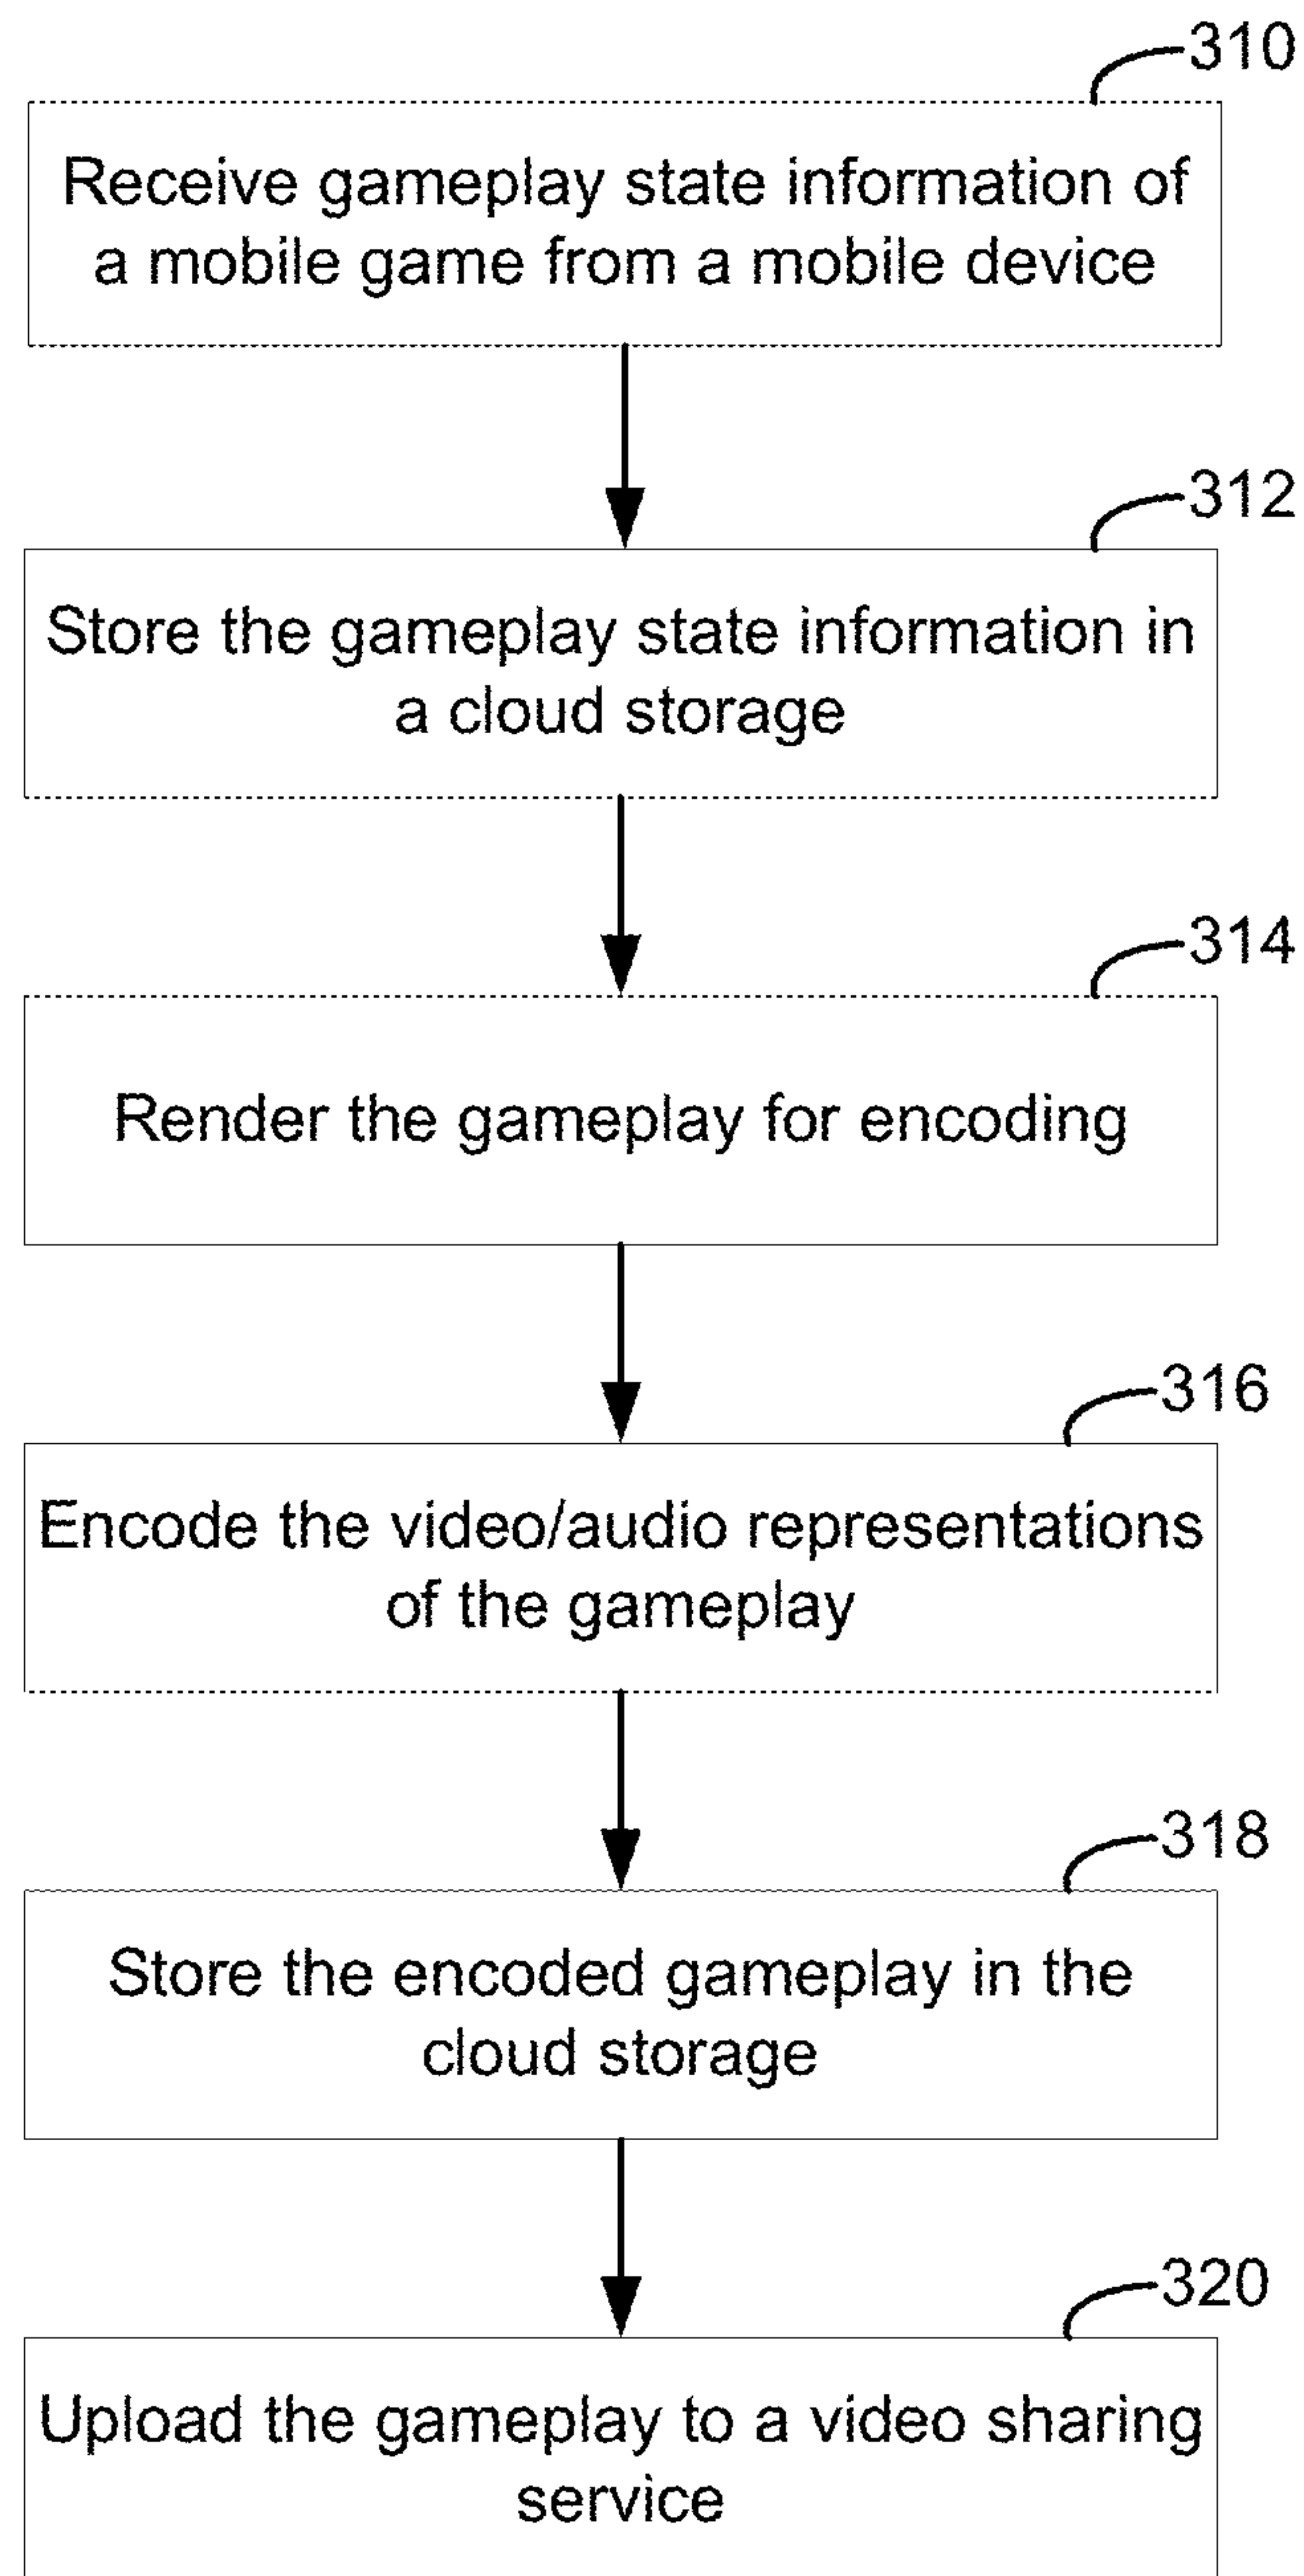 310
Receive gameplay state information of
a mobile game from a mobile device
312
Store the gameplay state information in
a cloud storage
314
Render the gameplay for encoding
316
Encode the video/audio representations
of the gameplay
318
Store the encoded gameplay in the
cloud storage
320
Upload the gameplay to a video sharing
service